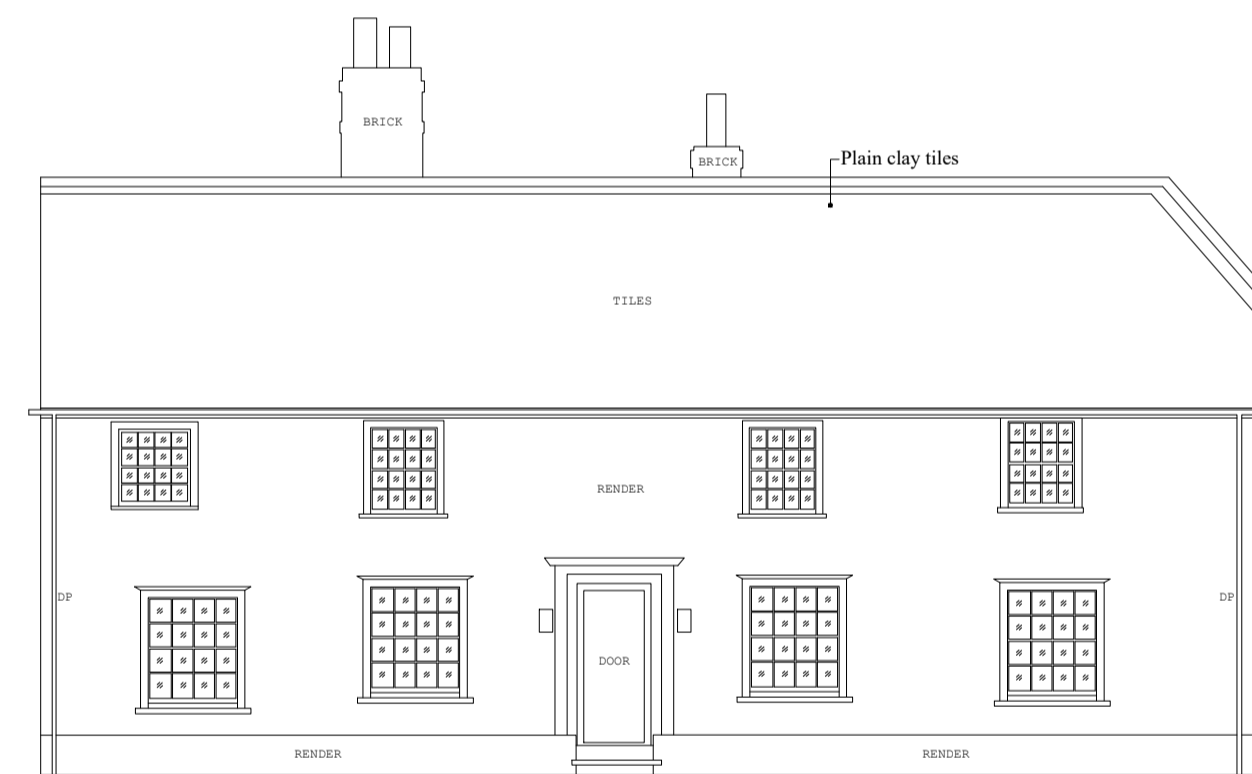 BRICK
BRICK
Plain clay tiles
TILES
RENDER
DP
DP
DOOR
RENDER
RENDER